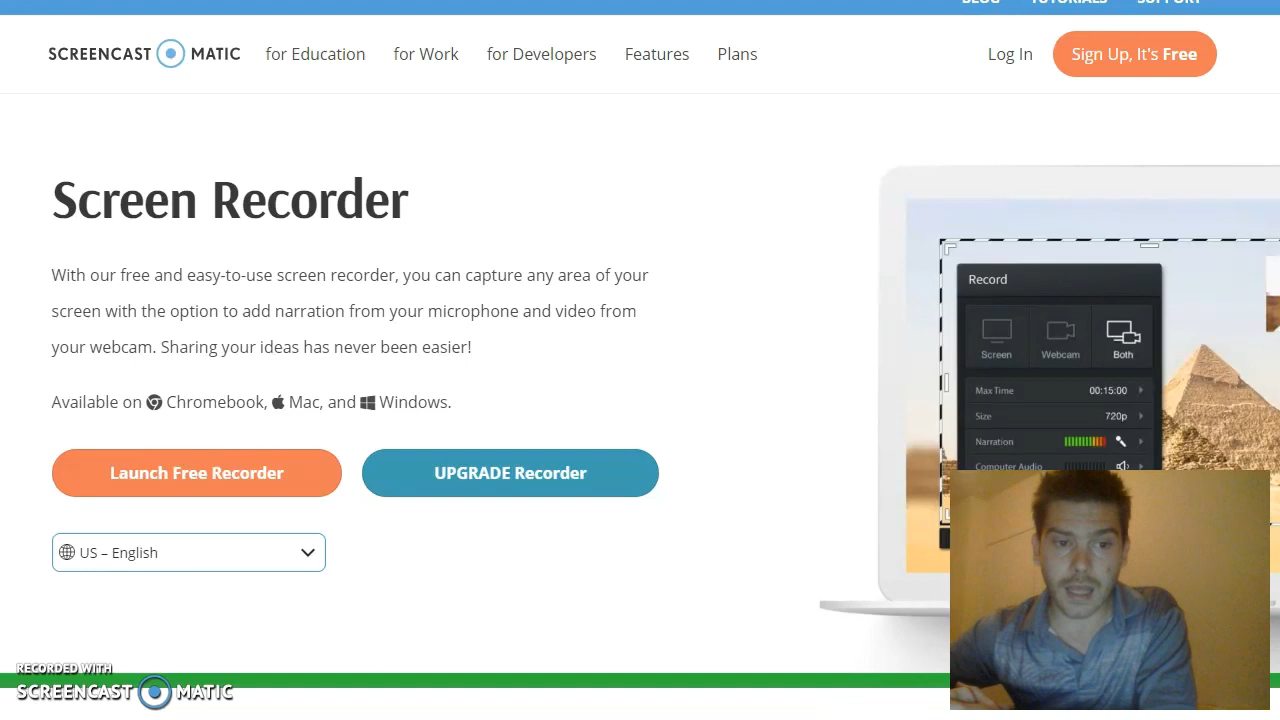 BLOG TUTORIALS SUPPORT
SCREENCAST MATIC for Education for Work for Developers Features Plans Log In Sign Up, It's Free
Screen Recorder
With our free and easy-to-use screen recorder, you can capture any area of your
screen with the option to add narration from your microphone and video from
your webcam. Sharing your ideas has never been easier!
Available on Chromebook, Mac, and Windows.
Launch Free Recorder UPGRADE Recorder
US – English
Record
Screen Webcam Both
Max Time 00:15:00
Size 720p
Narration
Computer Audio
RECORDED WITH
SCREENCAST MATIC